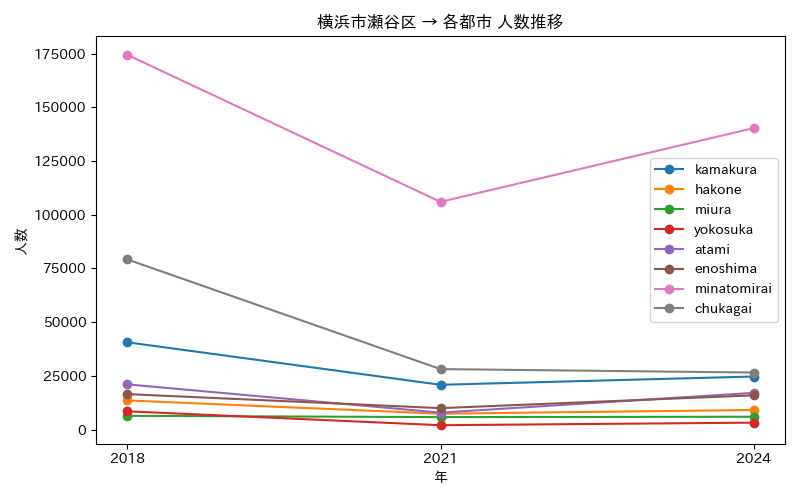 横浜市瀬谷区 → 各都市 人数推移
175000
150000
125000
100000
75000
50000
25000
0
人数
kamakura
hakone
miura
yokosuka
atami
enoshima
minatomirai
chukagai
2018
2021
2024
年